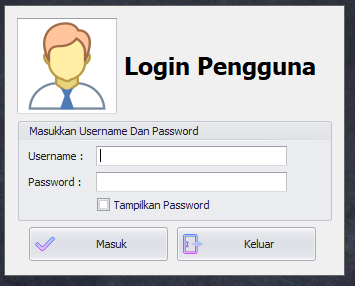 Login Pengguna
Masukkan Username Dan Password
Username :
Password :
Tampilkan Password
Masuk
Keluar